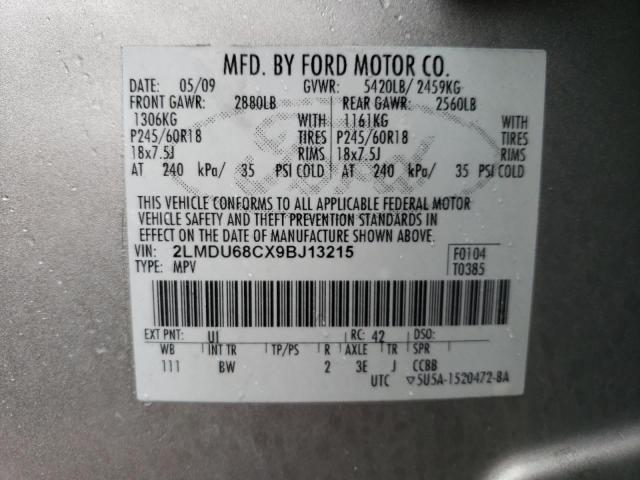 MFD. BY FORD MOTOR CO.
DATE: 05/09 GVWR: 5420LB/ 2459KG
FRONT GAWR: 2880LB REAR GAWR: 2560LB
1306KG WITH 1161KG WITH
P245/60R18 TIRES P245/60R18 TIRES
18x7.5J RIMS 18x7.5J RIMS
AT 240 kPa/ 35 PSI COLD AT 240 kPa/ 35 PSI COLD
THIS VEHICLE CONFORMS TO ALL APPLICABLE FEDERAL MOTOR
VEHICLE SAFETY AND THEFT PREVENTION STANDARDS IN
EFFECT ON THE DATE OF MANUFACTURE SHOWN ABOVE.
VIN: 2LMDU68CX9BJ13215 F0104
TYPE: MPV T0385
EXT PNT: UI RC: 42 DSO:
WB INT TR TP/PS R AXLE TR SPR
111 BW 2 3E J CCBB
UTC ▽5U5A-1520472-BA